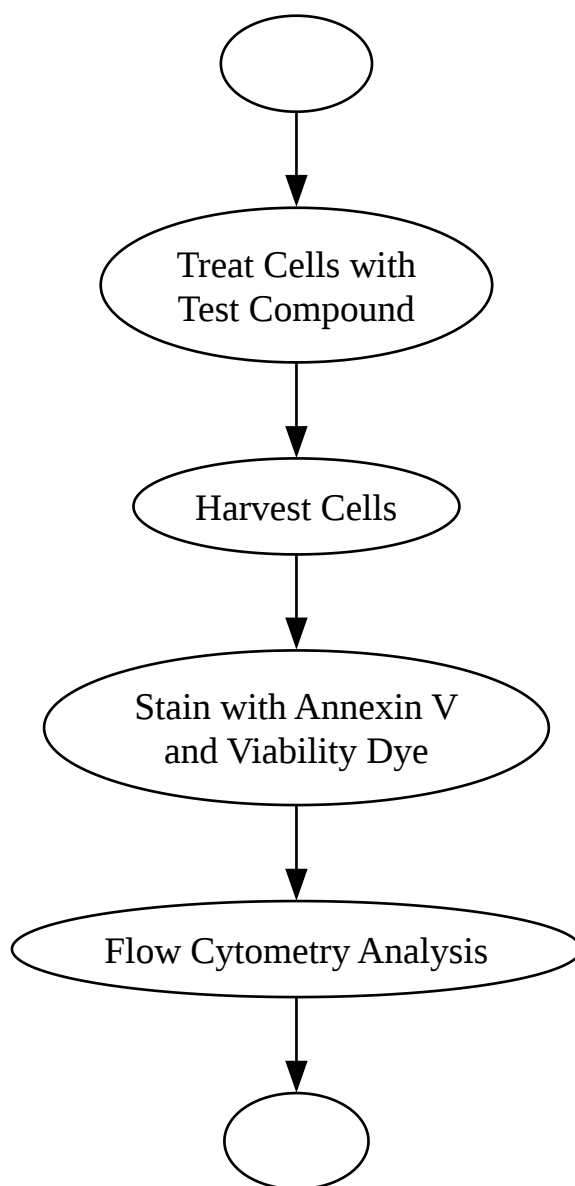 Treat Cells with
Test Compound
Harvest Cells
Stain with Annexin V
and Viability Dye
Flow Cytometry Analysis